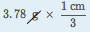 3.78 g × 1 cm / 3